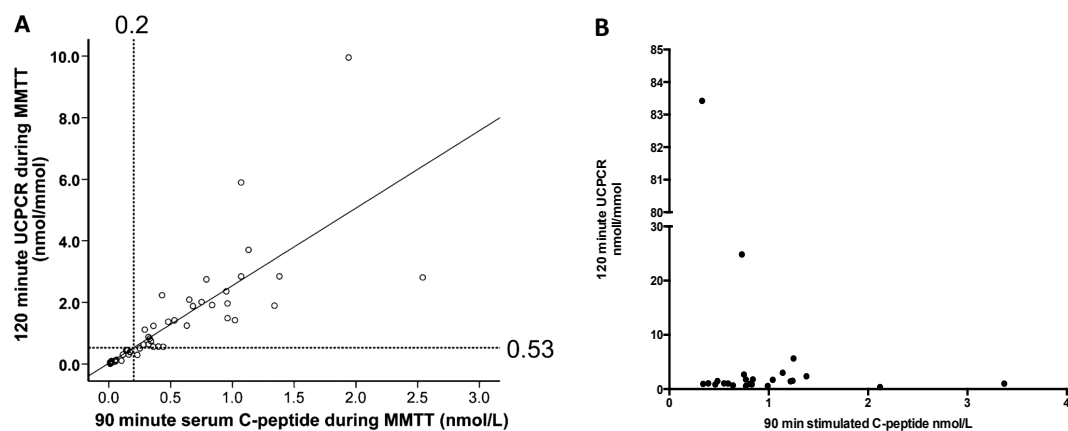 A
0.2
10.0
8.0
6.0
4.0
2.0
0.0
120 minute UCPCR during MMTT
(nmol/mmol)
0.53
0.0 0.5 1.0 1.5 2.0 2.5 3.0
90 minute serum C-peptide during MMTT (nmol/L)
B
85
84
83
82
81
80
30
20
10
0
120 minute UCPCR
nmoll/mmol
0 1 2 3 4
90 min stimulated C-peptide nmol/L